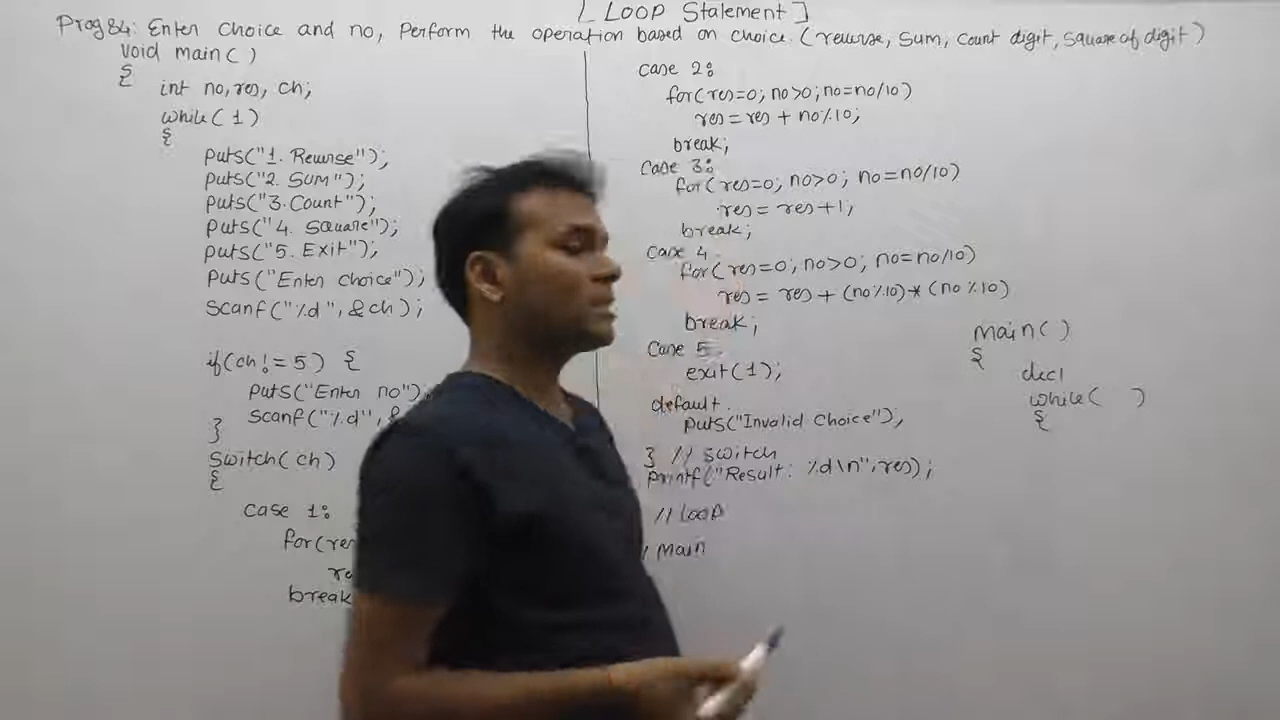 [ Loop Statement ]
Prog 84: Enter choice and no, Perform the operation based on choice. (reverse, sum, count digit, square of digit)
void main( )
{
int no, res, ch;
while( 1 )
{
puts("1. Reverse");
puts("2. SUM");
puts("3. Count");
puts("4. Square");
puts("5. Exit");
puts("Enter choice");
scanf("%d", &ch);
if(ch! = 5) {
puts("Enter no");
scanf("%d", &
}
switch( ch)
{
case 1:
for(res
break
case 2:
for(res=0; no>0; no=no/10)
res = res + no%10;
break;
case 3:
for(res=0; no>0; no=no/10)
res = res+1;
break;
case 4
for(res=0; no>0; no=no/10)
res = res + (no%10)*(no%10)
break;
case 5
exit(1);
default
puts("Invalid choice");
} // switch
printf("Result: %d\n", res);
// Loop
main
main( )
{
decl
while( )
{